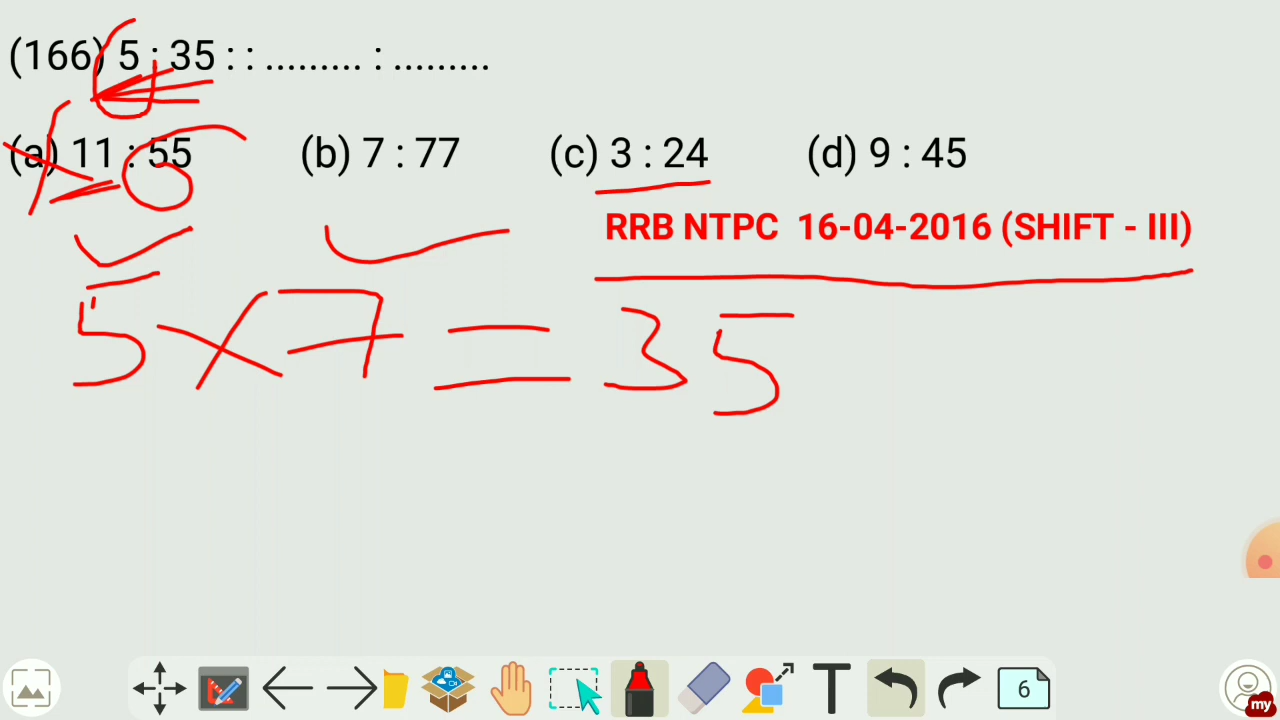 (166) 5 : 35 : : ......... : .........
(a) 11 : 55 (b) 7 : 77 (c) 3 : 24 (d) 9 : 45
RRB NTPC 16-04-2016 (SHIFT - III)
5 × 7 = 35
T 6
my